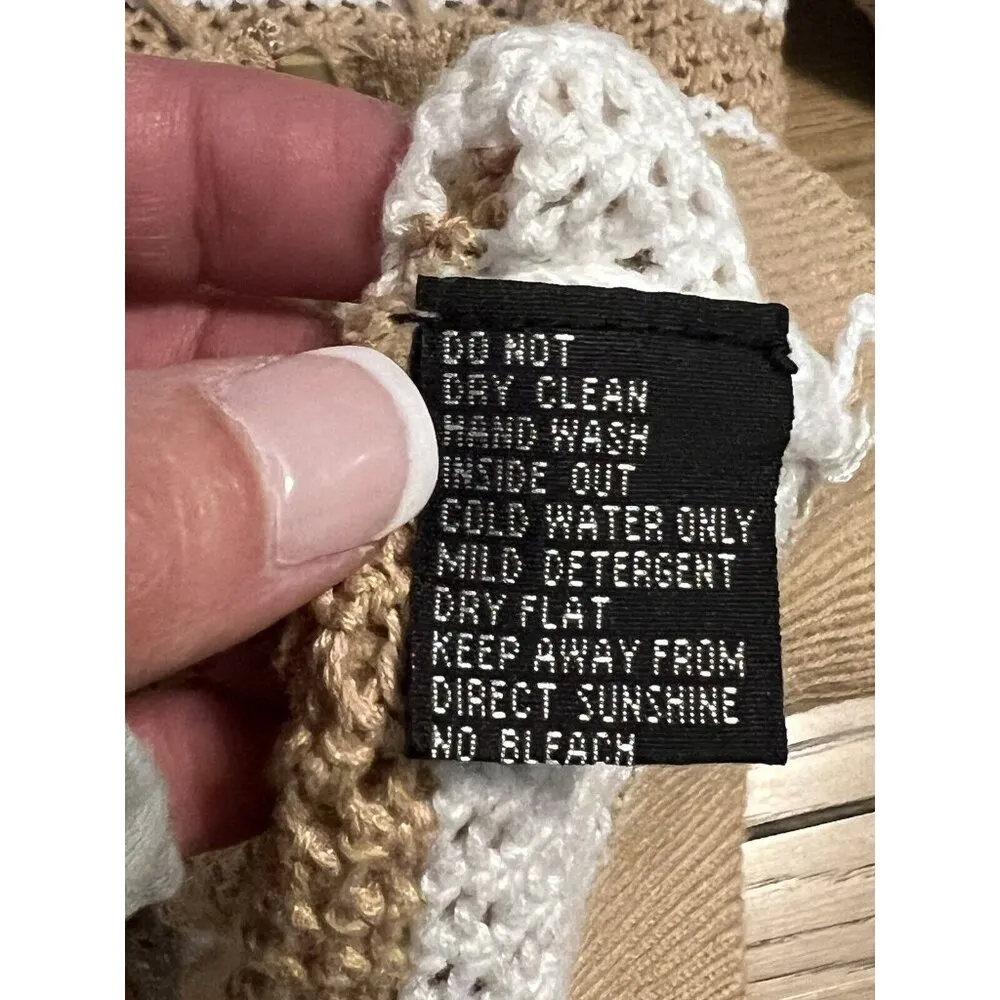 DO NOT
DRY CLEAN
HAND WASH
INSIDE OUT
COLD WATER ONLY
MILD DETERGENT
DRY FLAT
KEEP AWAY FROM
DIRECT SUNSHINE
NO BLEACH